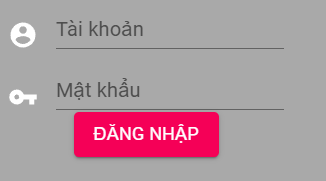 Tài khoản
Mật khẩu
ĐĂNG NHẬP